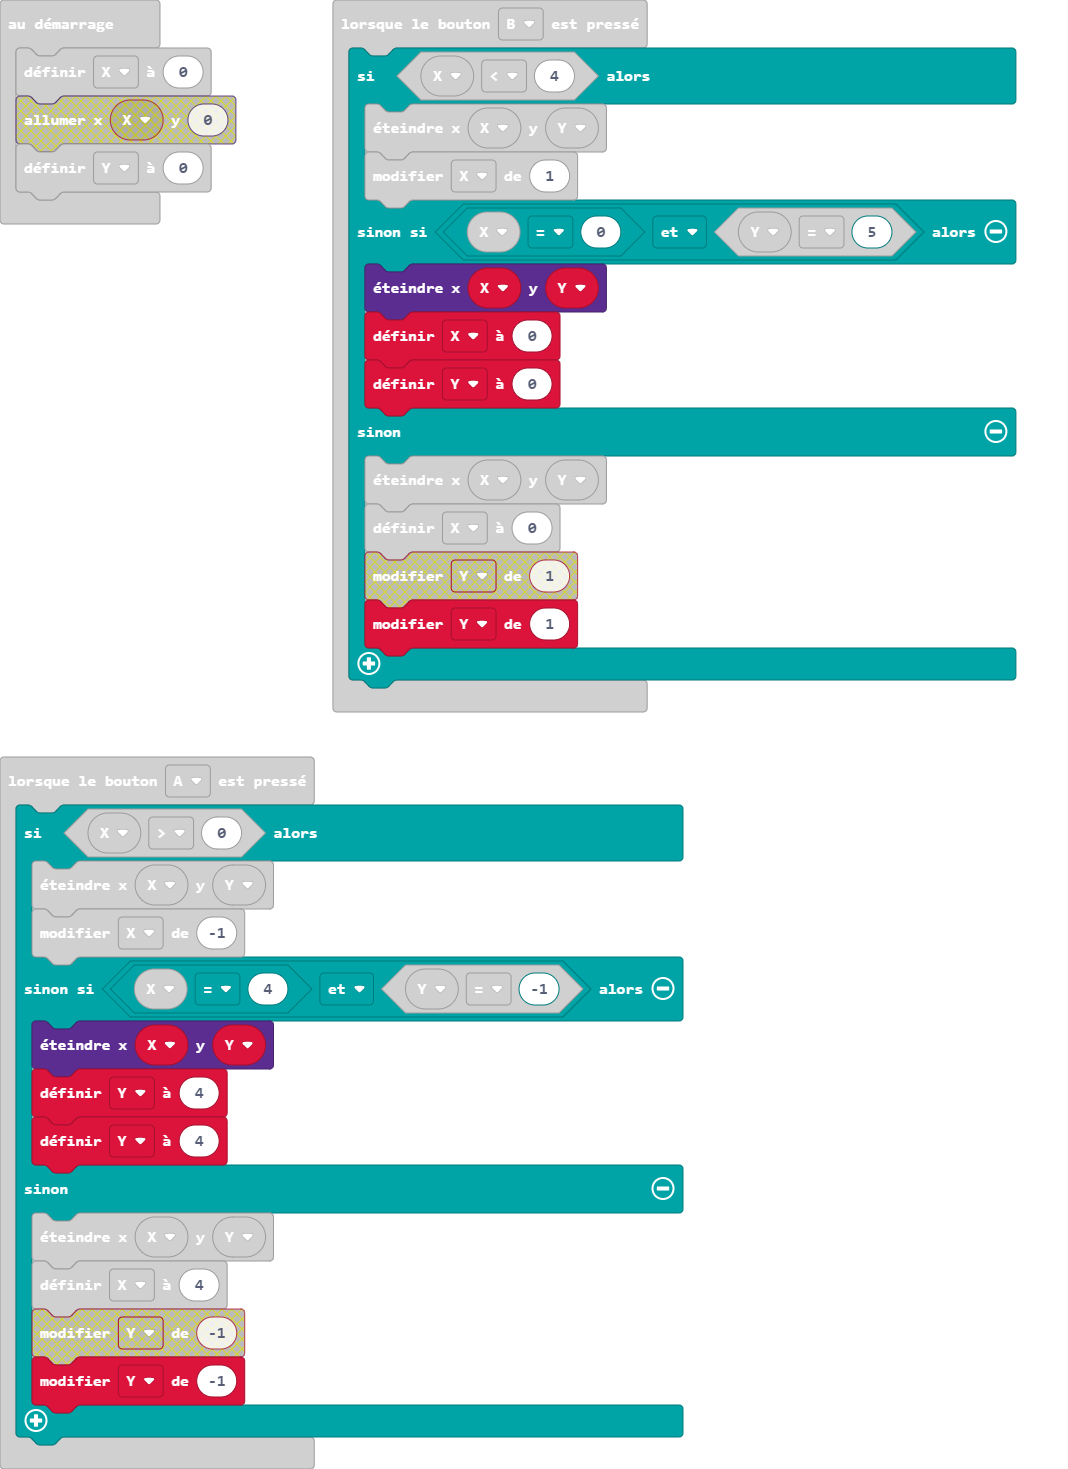 au démarrage
définir X à 0
allumer x X y 0
définir Y à 0
lorsque le bouton B est pressé
si X < 4 alors
éteindre x X y Y
modifier X de 1
sinon si X = 0 et Y = 5 alors
éteindre x X y Y
définir X à 0
définir Y à 0
sinon
éteindre x X y Y
définir X à 0
modifier Y de 1
modifier Y de 1
lorsque le bouton A est pressé
si X > 0 alors
éteindre x X y Y
modifier X de -1
sinon si X = 4 et Y = -1 alors
éteindre x X y Y
définir Y à 4
définir Y à 4
sinon
éteindre x X y Y
définir X à 4
modifier Y de -1
modifier Y de -1